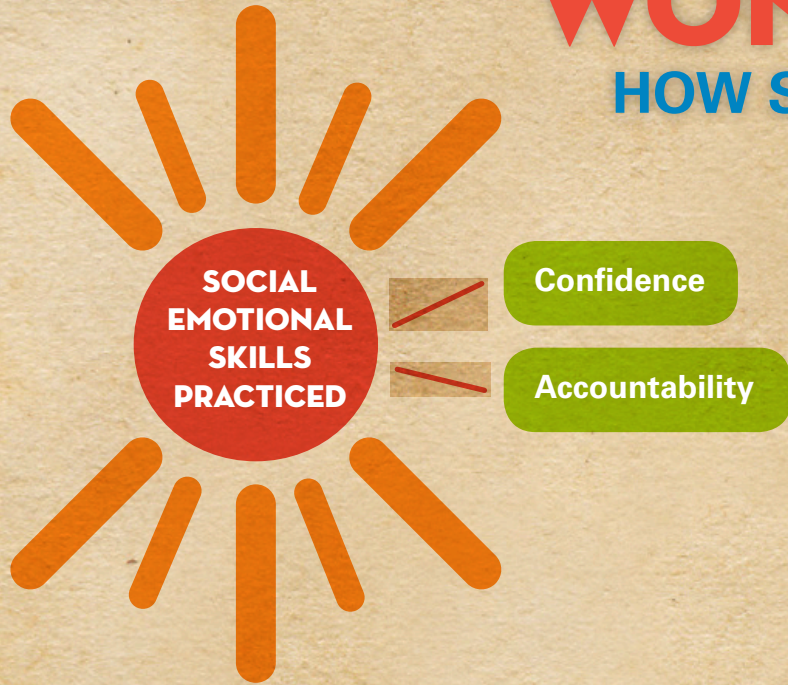 HOW
SOCIAL
EMOTIONAL
SKILLS
PRACTICED
Confidence
Accountability